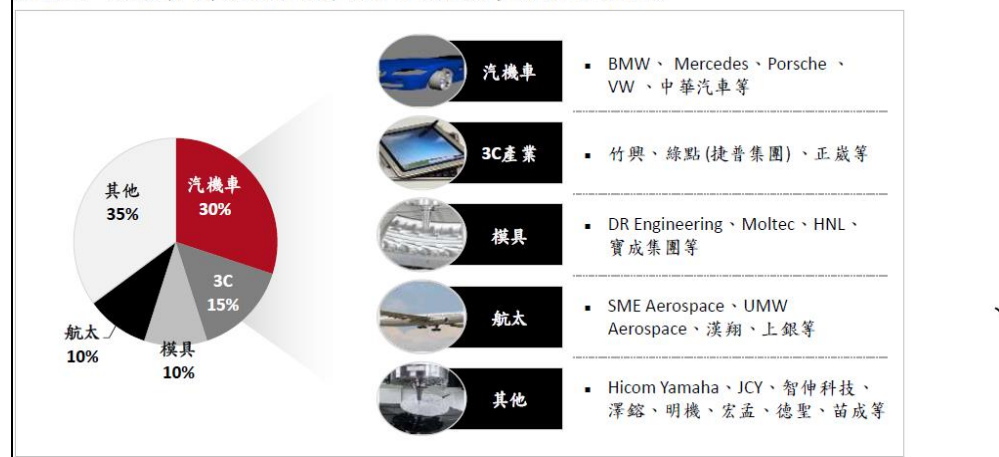 其他
35%
汽機車
30%
3C
15%
模具
10%
航太
10%
汽機車
▪ BMW、 Mercedes、Porsche 、
VW 、中華汽車等
3C產業
▪ 竹興、綠點 (捷普集團) 、正崴等
模具
▪ DR Engineering、Moltec、HNL、
寶成集團等
航太
▪ SME Aerospace、UMW
Aerospace、漢翔、上銀等
其他
▪ Hicom Yamaha、JCY、智伸科技、
澤鎔、明機、宏孟、德聖、苗成等